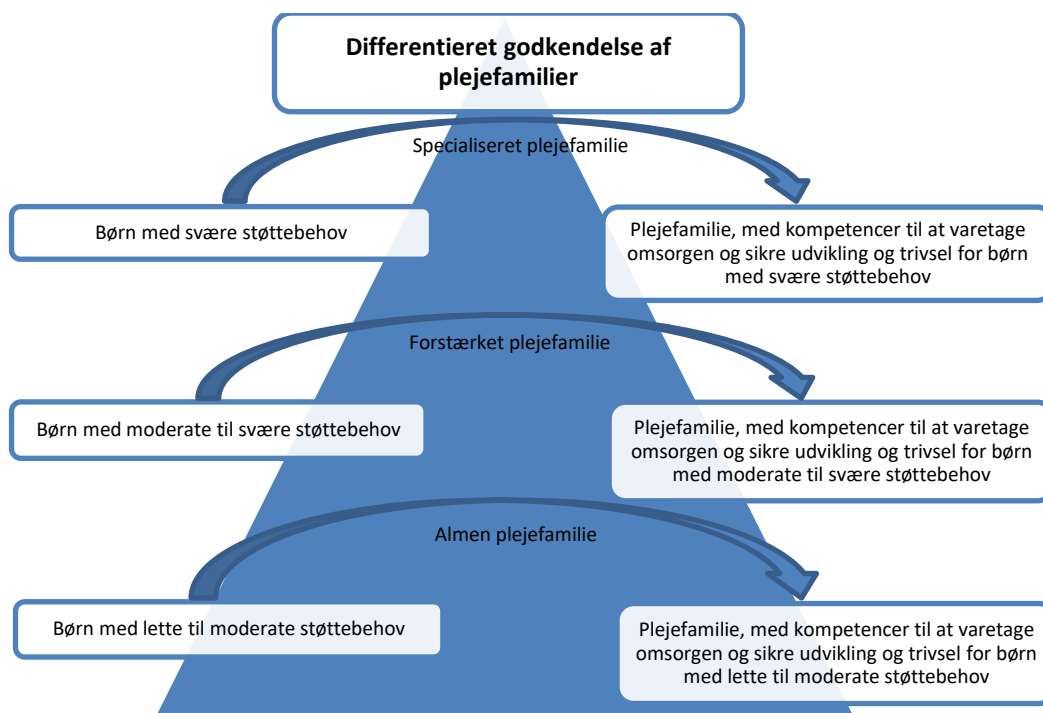 Differentieret godkendelse af
plejefamilier
Specialiseret plejefamilie
Børn med svære støttebehov
Plejefamilie, med kompetencer til at varetage
omsorgen og sikre udvikling og trivsel for børn
med svære støttebehov
Forstærket plejefamilie
Børn med moderate til svære støttebehov
Plejefamilie, med kompetencer til at varetage
omsorgen og sikre udvikling og trivsel for børn
med moderate til svære støttebehov
Almen plejefamilie
Børn med lette til moderate støttebehov
Plejefamilie, med kompetencer til at varetage
omsorgen og sikre udvikling og trivsel for børn
med lette til moderate støttebehov